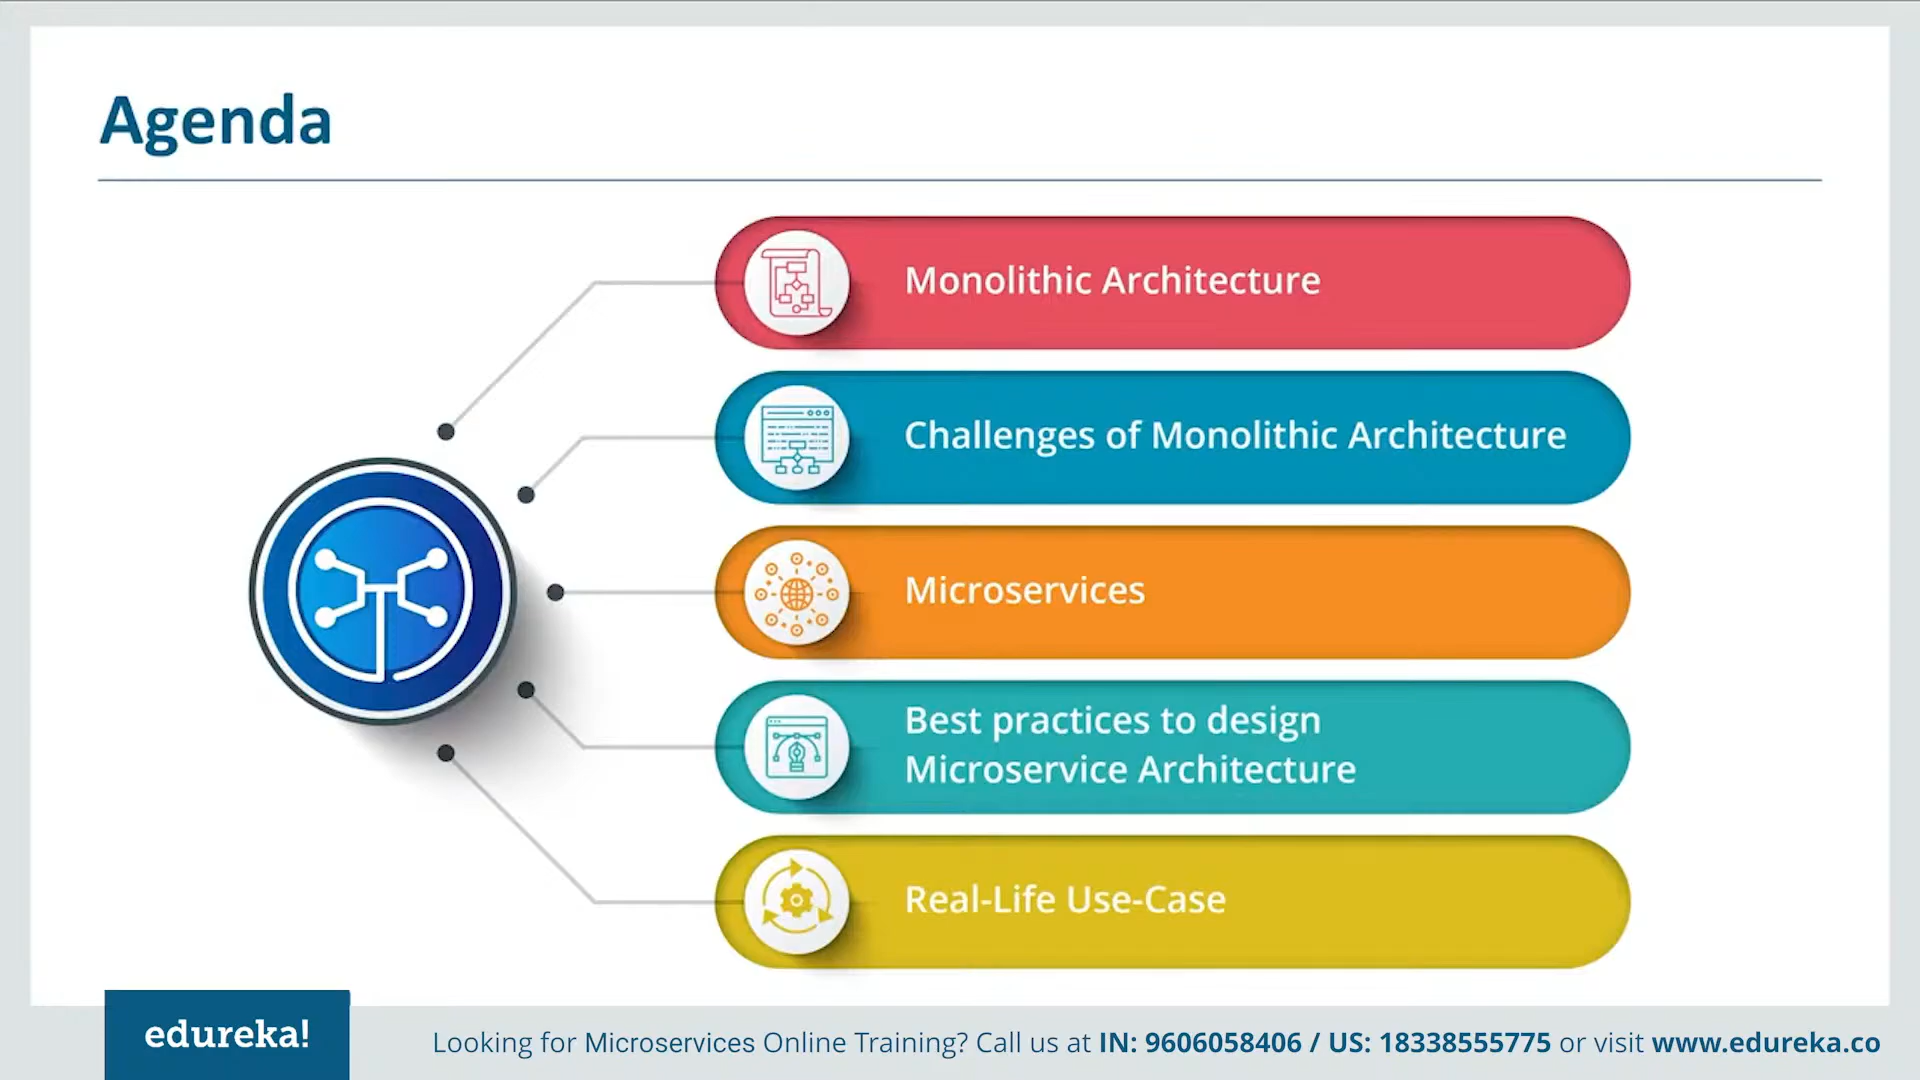 Agenda
Monolithic Architecture
Challenges of Monolithic Architecture
Microservices
Best practices to design
Microservice Architecture
Real-Life Use-Case
edureka!
Looking for Microservices Online Training? Call us at IN: 9606058406 / US: 18338555775 or visit www.edureka.co